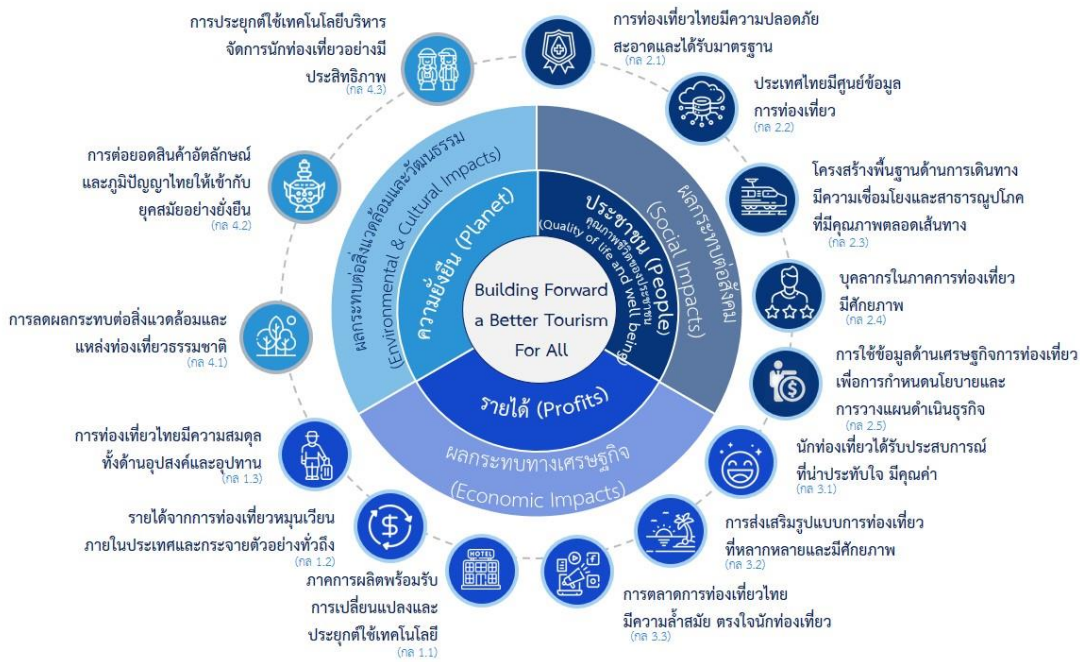 การประยุกต์ใช้เทคโนโลยีบริหาร
จัดการนักท่องเที่ยวอย่างมี
ประสิทธิภาพ
(กล 4.3)
การท่องเที่ยวไทยมีความปลอดภัย
สะอาดและได้รับมาตรฐาน
(กล 2.1)
ประเทศไทยมีศูนย์ข้อมูล
การท่องเที่ยว
(กล 2.2)
โครงสร้างพื้นฐานด้านการเดินทาง
มีความเชื่อมโยงและสาธารณูปโภค
ที่มีคุณภาพตลอดเส้นทาง
(กล 2.3)
บุคลากรในภาคการท่องเที่ยว
มีศักยภาพ
(กล 2.4)
การใช้ข้อมูลด้านเศรษฐกิจการท่องเที่ยว
เพื่อการกำหนดนโยบายและ
การวางแผนดำเนินธุรกิจ
(กล 2.5)
นักท่องเที่ยวได้รับประสบการณ์
ที่น่าประทับใจ มีคุณค่า
(กล 3.1)
การส่งเสริมรูปแบบการท่องเที่ยว
ที่หลากหลายและมีศักยภาพ
(กล 3.2)
การตลาดการท่องเที่ยวไทย
มีความล้ำสมัย ตรงใจนักท่องเที่ยว
(กล 3.3)
HOTEL
ภาคการผลิตพร้อมรับ
การเปลี่ยนแปลงและ
ประยุกต์ใช้เทคโนโลยี
(กล 1.1)
รายได้จากการท่องเที่ยวหมุนเวียน
ภายในประเทศและกระจายตัวอย่างทั่วถึง
(กล 1.2)
การท่องเที่ยวไทยมีความสมดุล
ทั้งด้านอุปสงค์และอุปทาน
(กล 1.3)
การลดผลกระทบต่อสิ่งแวดล้อมและ
แหล่งท่องเที่ยวธรรมชาติ
(กล 4.1)
การต่อยอดสินค้าอัตลักษณ์
และภูมิปัญญาไทยให้เข้ากับ
ยุคสมัยอย่างยั่งยืน
(กล 4.2)
ผลกระทบต่อสิ่งแวดล้อมและวัฒนธรรม
(Environmental & Cultural Impacts)
ความยั่งยืน (Planet)
ผลกระทบต่อสังคม
(Social Impacts)
ประชาชน (People)
คุณภาพชีวิตของประชาชน
(Quality of life and well being)
Building Forward
a Better Tourism
For All
รายได้ (Profits)
ผลกระทบทางเศรษฐกิจ
(Economic Impacts)